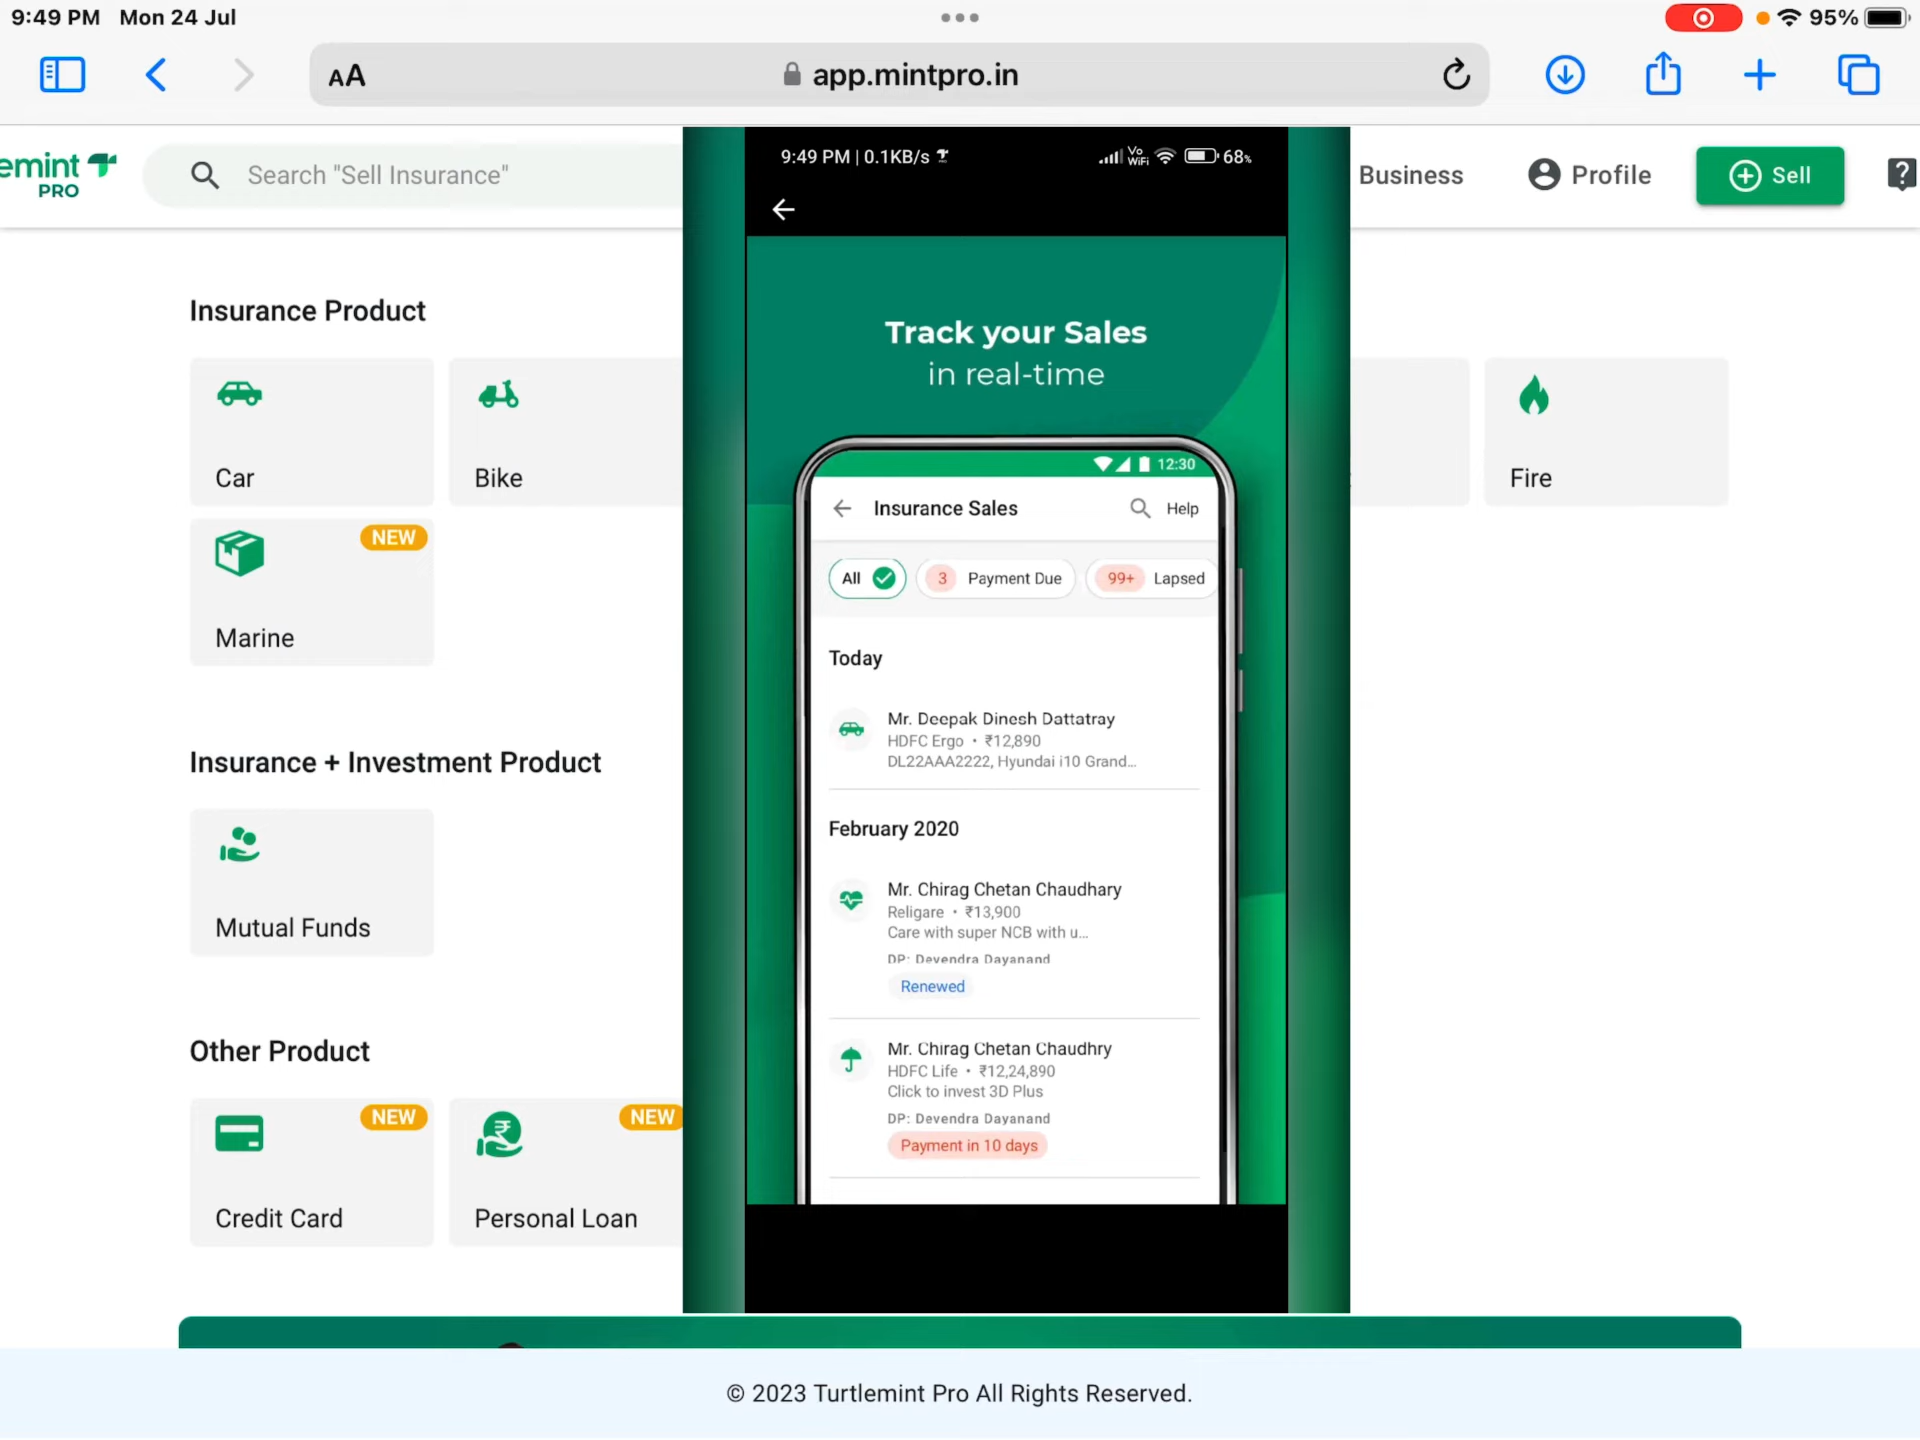 9:49 PM Mon 24 Jul
95%
AA
app.mintpro.in
emint
PRO
Search "Sell Insurance"
Business
Profile
Sell
Insurance Product
Car
Bike
Fire
NEW
Marine
Insurance + Investment Product
Mutual Funds
Other Product
NEW
Credit Card
NEW
Personal Loan
9:49 PM | 0.1KB/s
Vo
WiFi
68%
Track your Sales
in real-time
12:30
Insurance Sales
Help
All
3 Payment Due
99+ Lapsed
Today
Mr. Deepak Dinesh Dattatray
HDFC Ergo • ₹12,890
DL22AAA2222, Hyundai i10 Grand...
February 2020
Mr. Chirag Chetan Chaudhary
Religare • ₹13,900
Care with super NCB with u...
DP: Devendra Dayanand
Renewed
Mr. Chirag Chetan Chaudhry
HDFC Life • ₹12,24,890
Click to invest 3D Plus
DP: Devendra Dayanand
Payment in 10 days
© 2023 Turtlemint Pro All Rights Reserved.